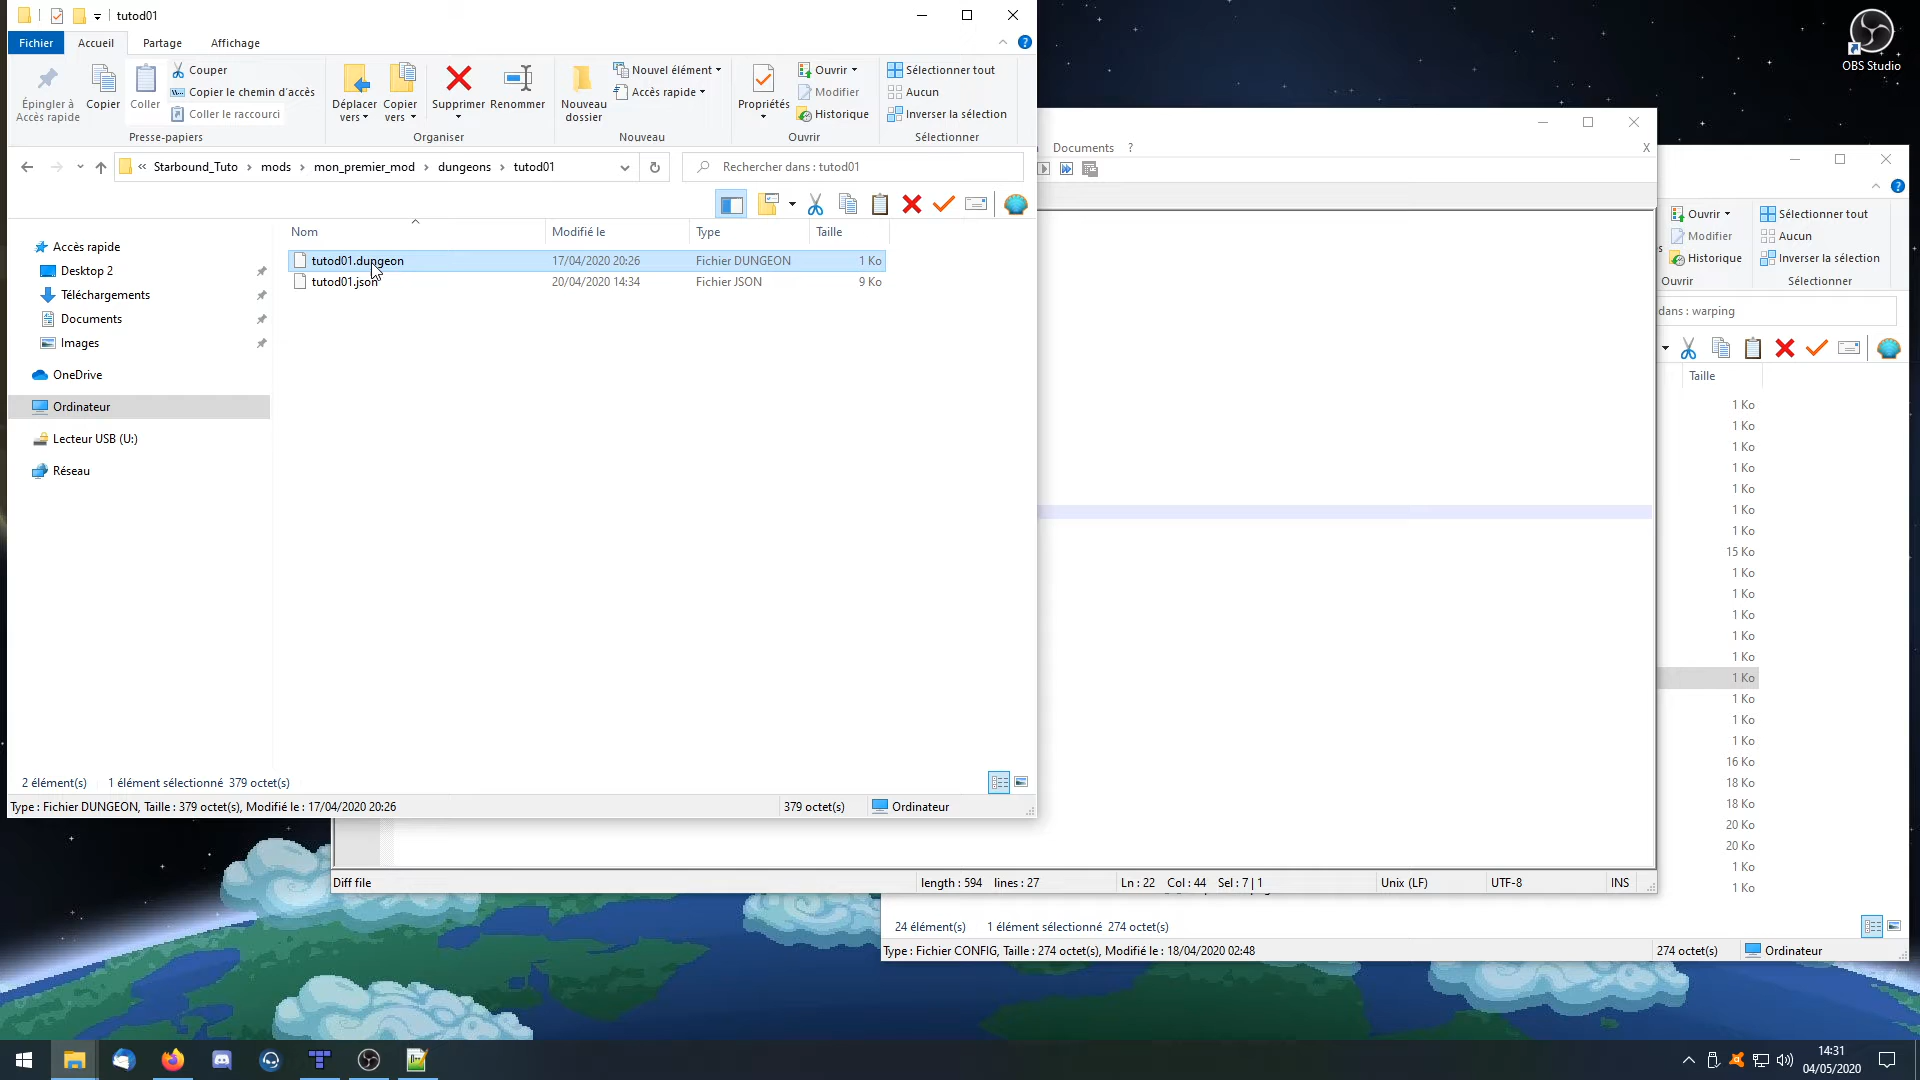 tutod01
Fichier
Accueil
Partage
Affichage
Épingler à
Accès rapide
Copier
Coller
Couper
Copier le chemin d'accès
Coller le raccourci
Presse-papiers
Déplacer
vers
Copier
vers
Supprimer
Renommer
Organiser
Nouveau
dossier
Nouvel élément
Accès rapide
Nouveau
Propriétés
Ouvrir
Modifier
Historique
Ouvrir
Sélectionner tout
Aucun
Inverser la sélection
Sélectionner
« Starbound_Tuto > mods > mon_premier_mod > dungeons > tutod01
Rechercher dans : tutod01
Nom Modifié le Type Taille
tutod01.dungeon 17/04/2020 20:26 Fichier DUNGEON 1 Ko
tutod01.json 20/04/2020 14:34 Fichier JSON 9 Ko
Accès rapide
Desktop 2
Téléchargements
Documents
Images
OneDrive
Ordinateur
Lecteur USB (U:)
Réseau
2 élément(s) 1 élément sélectionné 379 octet(s)
Type : Fichier DUNGEON, Taille : 379 octet(s), Modifié le : 17/04/2020 20:26 379 octet(s) Ordinateur
Documents ? X
Diff file length : 594 lines : 27 Ln : 22 Col : 44 Sel : 7 | 1 Unix (LF) UTF-8 INS
Ouvrir
Modifier
Historique
Ouvrir
Sélectionner tout
Aucun
Inverser la sélection
Sélectionner
dans : warping
Taille
1 Ko
1 Ko
1 Ko
1 Ko
1 Ko
1 Ko
1 Ko
15 Ko
1 Ko
1 Ko
1 Ko
1 Ko
1 Ko
1 Ko
1 Ko
1 Ko
1 Ko
16 Ko
18 Ko
18 Ko
20 Ko
20 Ko
1 Ko
1 Ko
24 élément(s) 1 élément sélectionné 274 octet(s)
Type : Fichier CONFIG, Taille : 274 octet(s), Modifié le : 18/04/2020 02:48 274 octet(s) Ordinateur
OBS Studio
14:31
04/05/2020